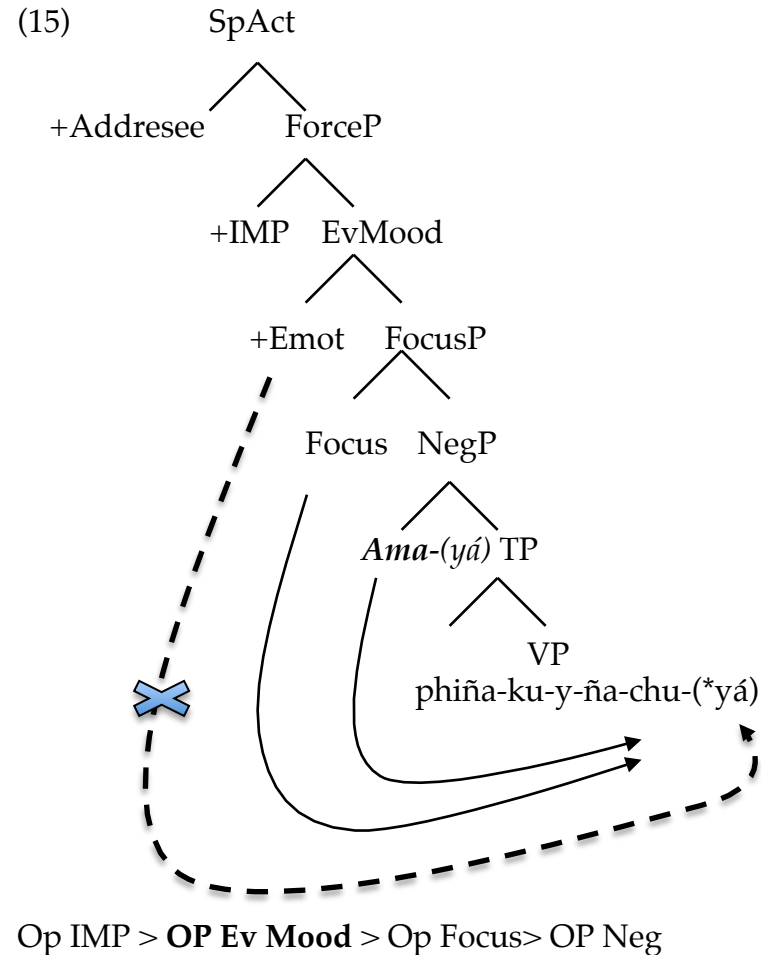 (15) SpAct
+Addresee ForceP
+IMP EvMood
+Emot FocusP
Focus NegP
Ama-(yá) TP
VP
phiña-ku-y-ña-chu-(*yá)
Op IMP > OP Ev Mood > Op Focus> OP Neg